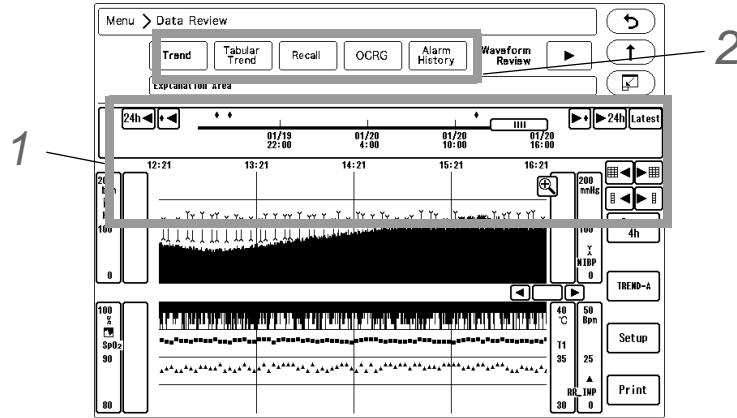 Menu > Data Review
Trend
Tabular Trend
Recall
OCRG
Alarm History
Waveform Review
2
Explanation Area
1
24h
24h
Latest
01/19 22:00
01/20 4:00
01/20 10:00
01/20 16:00
12:21
13:21
14:21
15:21
16:21
200
mmHg
100
0
100
NIBP
0
4h
TREND-A
100
%
SpO2
90
80
40
℃
T1
35
30
50
Bpm
25
RR_IMP
0
Setup
Print